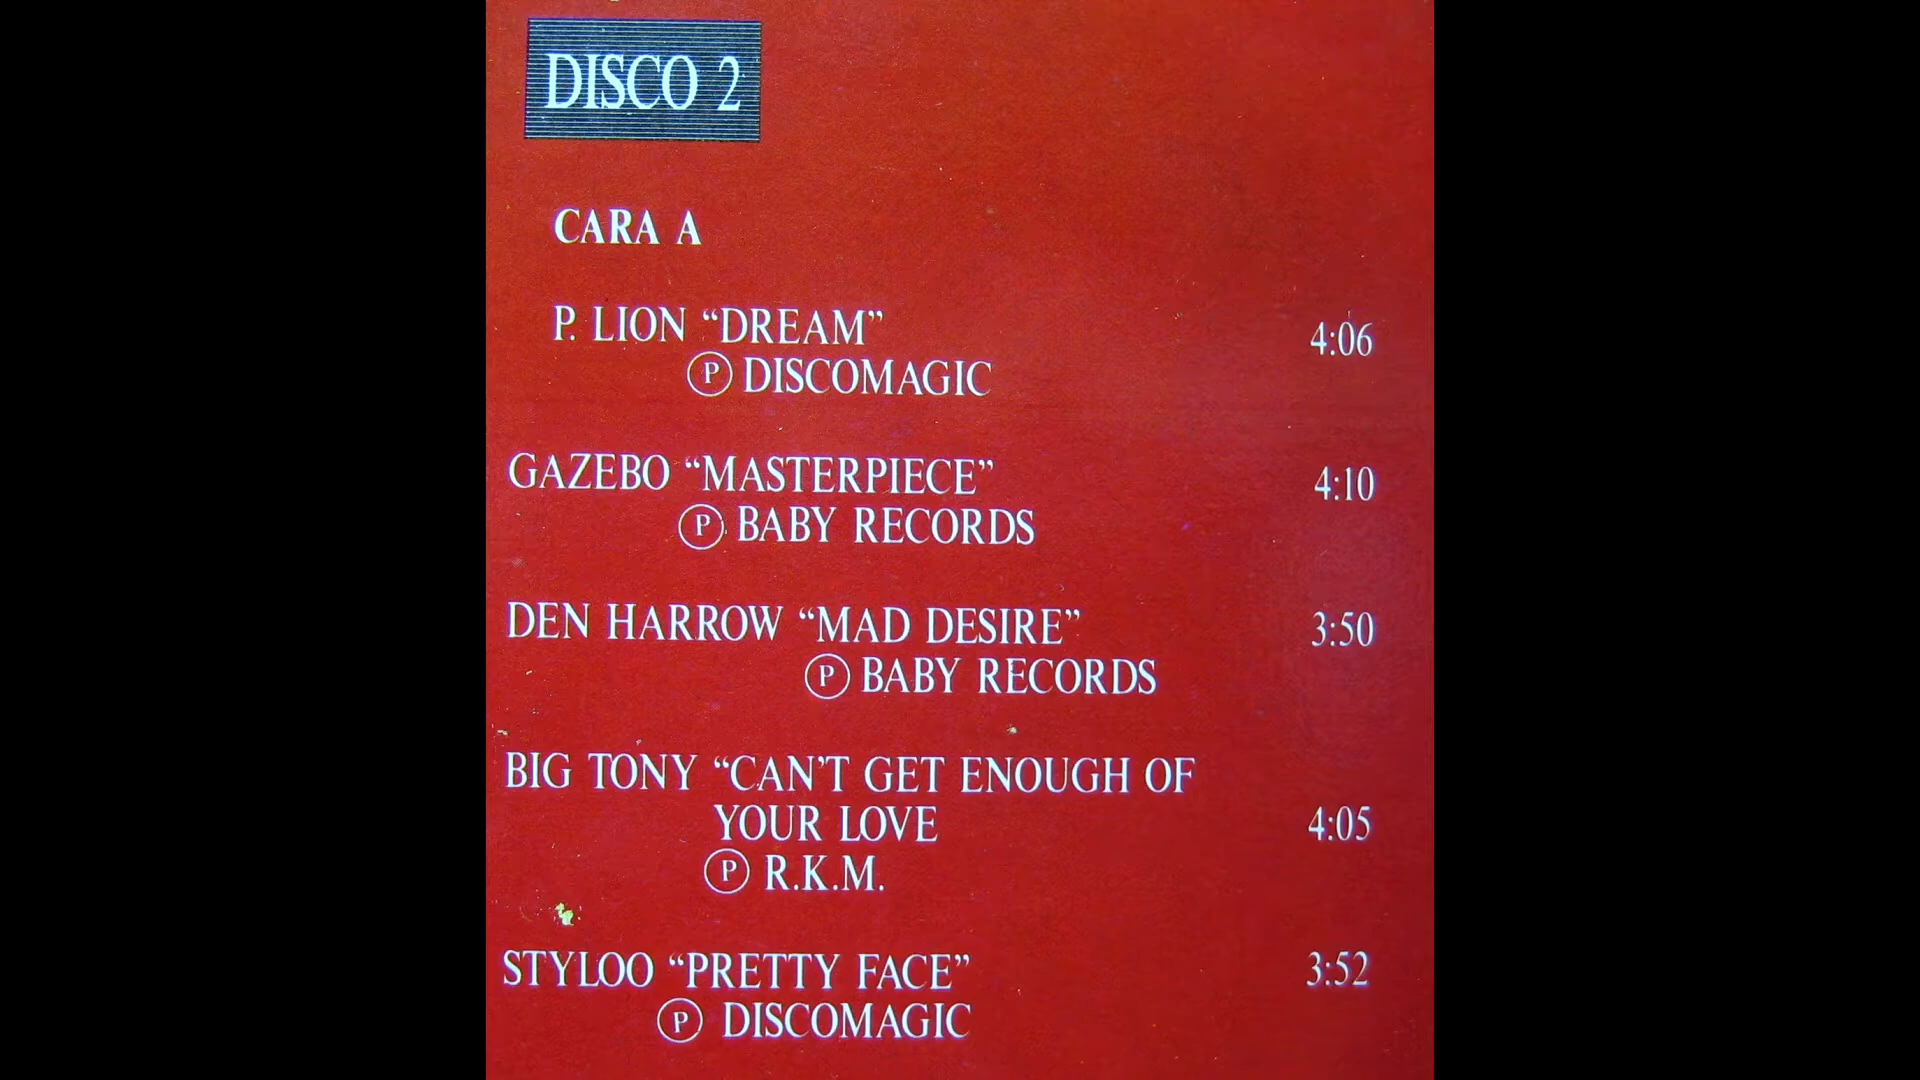 DISCO 2
CARA A
P. LION “DREAM” 4:06
Ⓟ DISCOMAGIC
GAZEBO “MASTERPIECE” 4:10
Ⓟ BABY RECORDS
DEN HARROW “MAD DESIRE” 3:50
Ⓟ BABY RECORDS
BIG TONY “CAN'T GET ENOUGH OF
YOUR LOVE 4:05
Ⓟ R.K.M.
STYLOO “PRETTY FACE” 3:52
Ⓟ DISCOMAGIC